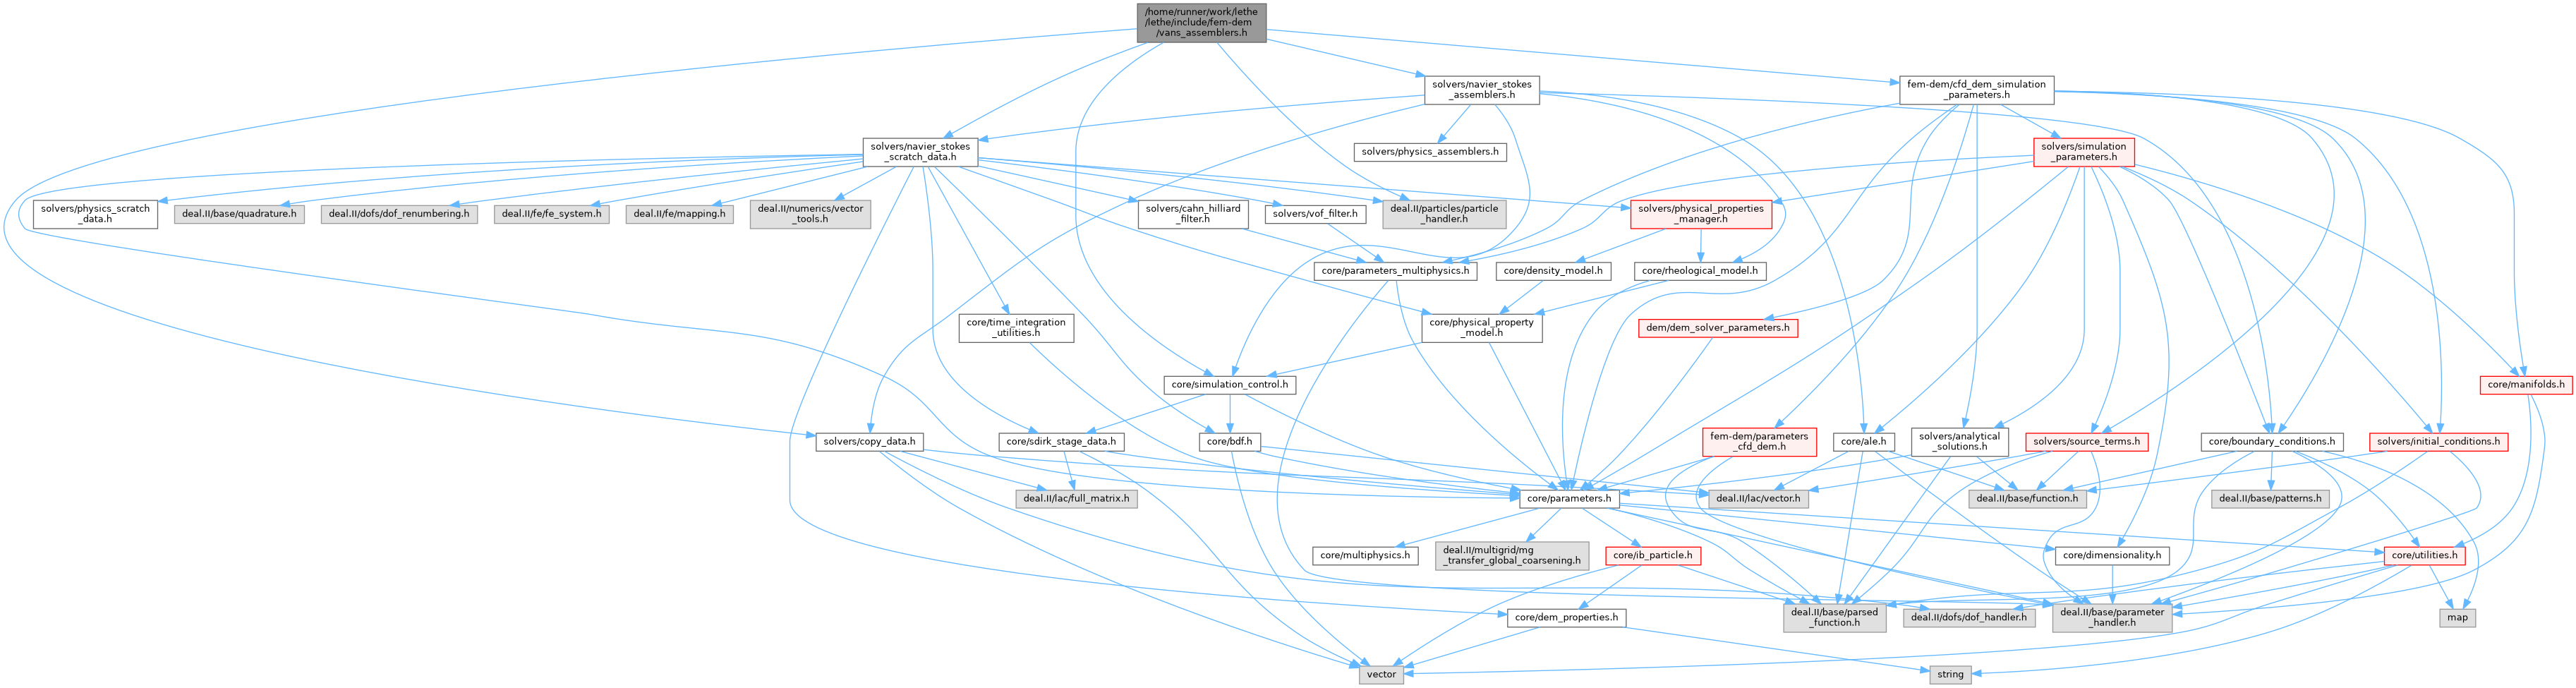 /home/runner/work/lethe
/lethe/include/fem-dem
/vans_assemblers.h
solvers/navier_stokes
_assemblers.h
fem-dem/cfd_dem_simulation
_parameters.h
solvers/navier_stokes
_scratch_data.h
solvers/physics_assemblers.h
solvers/simulation
_parameters.h
solvers/physics_scratch
_data.h
deal.II/base/quadrature.h
deal.II/dofs/dof_renumbering.h
deal.II/fe/fe_system.h
deal.II/fe/mapping.h
deal.II/numerics/vector
_tools.h
solvers/cahn_hilliard
_filter.h
solvers/vof_filter.h
deal.II/particles/particle
_handler.h
solvers/physical_properties
_manager.h
core/parameters_multiphysics.h
core/density_model.h
core/rheological_model.h
core/time_integration
_utilities.h
core/physical_property
_model.h
dem/dem_solver_parameters.h
core/simulation_control.h
core/manifolds.h
solvers/copy_data.h
core/sdirk_stage_data.h
core/bdf.h
fem-dem/parameters
_cfd_dem.h
core/ale.h
solvers/analytical
_solutions.h
solvers/source_terms.h
core/boundary_conditions.h
solvers/initial_conditions.h
deal.II/lac/full_matrix.h
core/parameters.h
deal.II/lac/vector.h
deal.II/base/function.h
deal.II/base/patterns.h
core/multiphysics.h
deal.II/multigrid/mg
_transfer_global_coarsening.h
core/ib_particle.h
core/dimensionality.h
core/utilities.h
core/dem_properties.h
deal.II/base/parsed
_function.h
deal.II/dofs/dof_handler.h
deal.II/base/parameter
_handler.h
map
vector
string